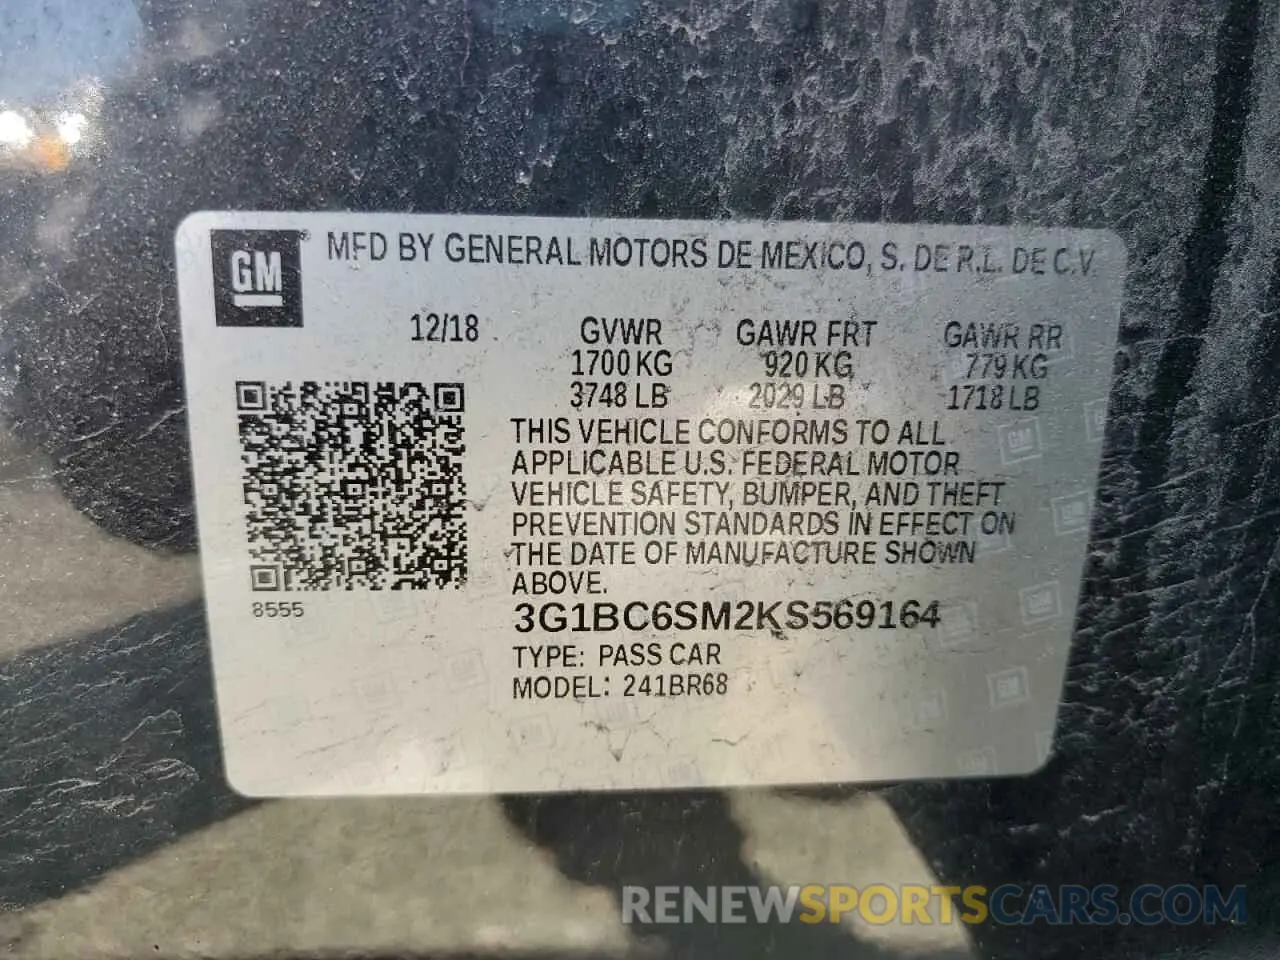 GM® MFD BY GENERAL MOTORS DE MEXICO, S. DE R.L. DE C.V.
12/18 GVWR GAWR FRT GAWR RR
1700 KG 920 KG 779 KG
3748 LB 2029 LB 1718 LB
THIS VEHICLE CONFORMS TO ALL
APPLICABLE U.S. FEDERAL MOTOR
VEHICLE SAFETY, BUMPER, AND THEFT
PREVENTION STANDARDS IN EFFECT ON
THE DATE OF MANUFACTURE SHOWN
ABOVE.
8555
3G1BC6SM2KS569164
TYPE: PASS CAR
MODEL: 241BR68
RENEWSPORTSCARS.COM